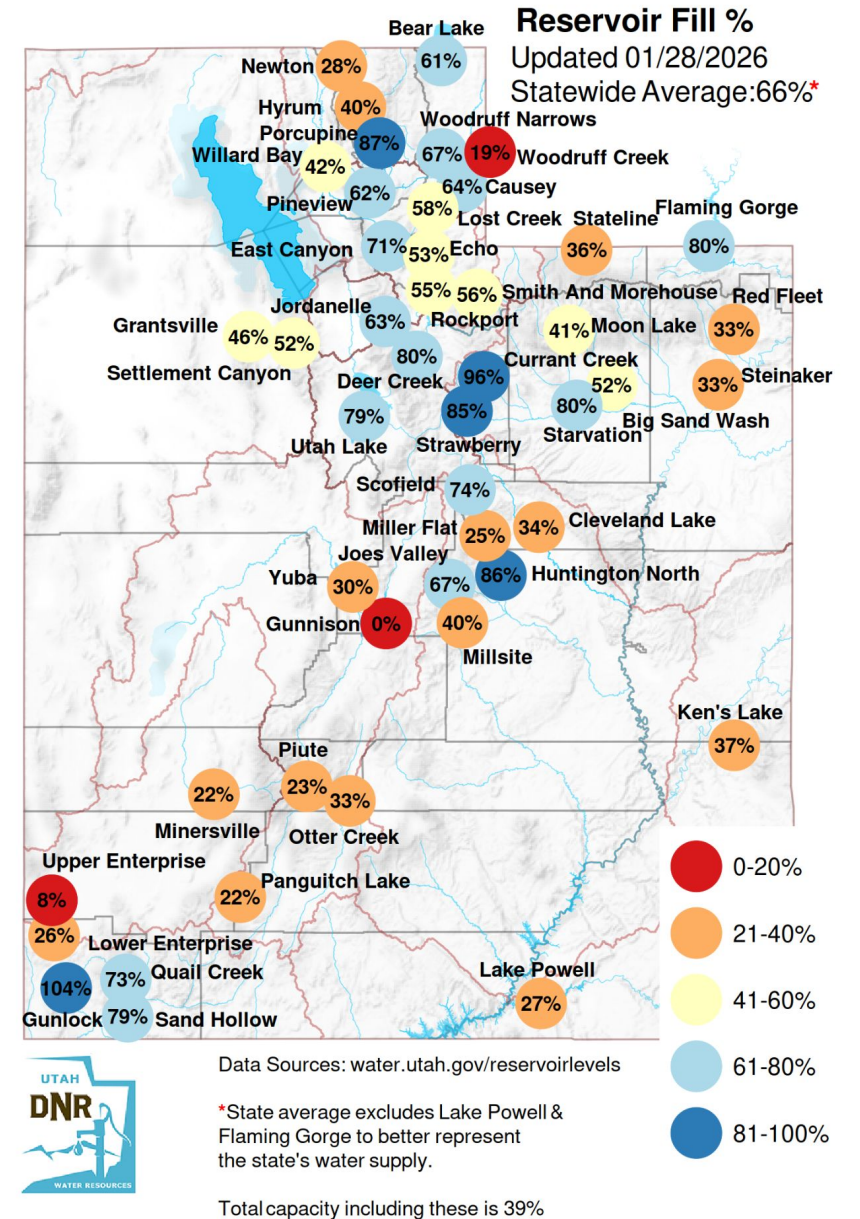 Reservoir Fill %
Updated 01/28/2026
Statewide Average:66%*
Bear Lake
61%
Newton
28%
Hyrum
40%
Porcupine
87%
Woodruff Narrows
67%
19%
Woodruff Creek
Willard Bay
42%
Pineview
62%
64%
Causey
58%
Lost Creek
Stateline
36%
Flaming Gorge
80%
East Canyon
71%
53%
Echo
55%
Rockport
56%
Smith And Morehouse
Red Fleet
33%
Jordanelle
63%
Grantsville
46%
52%
Settlement Canyon
41%
Moon Lake
80%
Deer Creek
Currant Creek
96%
52%
Big Sand Wash
33%
Steinaker
79%
Utah Lake
85%
Strawberry
80%
Starvation
Scofield
74%
Miller Flat
25%
34%
Cleveland Lake
Joes Valley
67%
86%
Huntington North
Yuba
30%
Gunnison
0%
40%
Millsite
Ken's Lake
37%
Piute
23%
33%
Otter Creek
22%
Minersville
Upper Enterprise
8%
22%
Panguitch Lake
26%
Lower Enterprise
104%
Gunlock
73%
Quail Creek
79%
Sand Hollow
Lake Powell
27%
0-20%
21-40%
41-60%
61-80%
81-100%
UTAH
DNR
WATER RESOURCES
Data Sources: water.utah.gov/reservoirlevels
*State average excludes Lake Powell &
Flaming Gorge to better represent
the state's water supply.
Total capacity including these is 39%